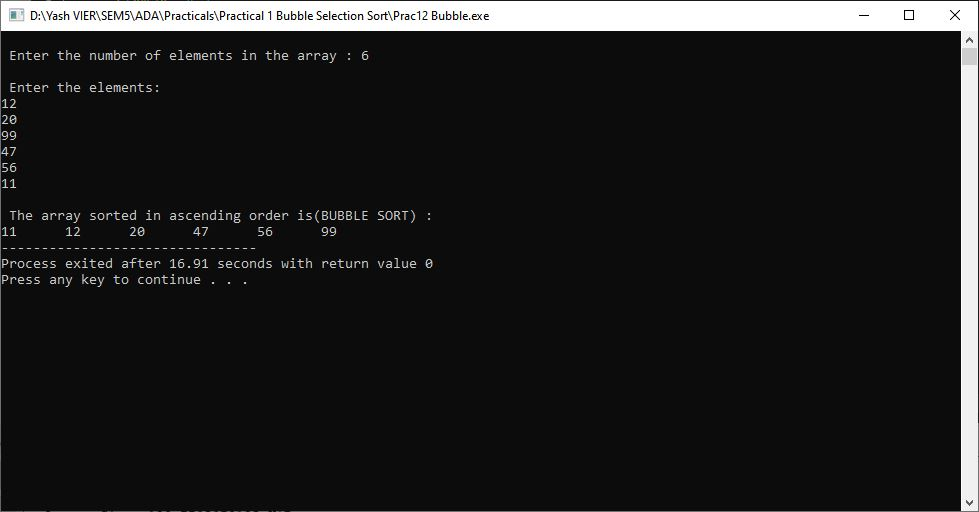 D:\Yash VIER\SEM5\ADA\Practicals\Practical 1 Bubble Selection Sort\Prac12 Bubble.exe
Enter the number of elements in the array : 6
Enter the elements:
12
20
99
47
56
11
The array sorted in ascending order is(BUBBLE SORT) :
11 12 20 47 56 99
--------------------------------
Process exited after 16.91 seconds with return value 0
Press any key to continue . . .